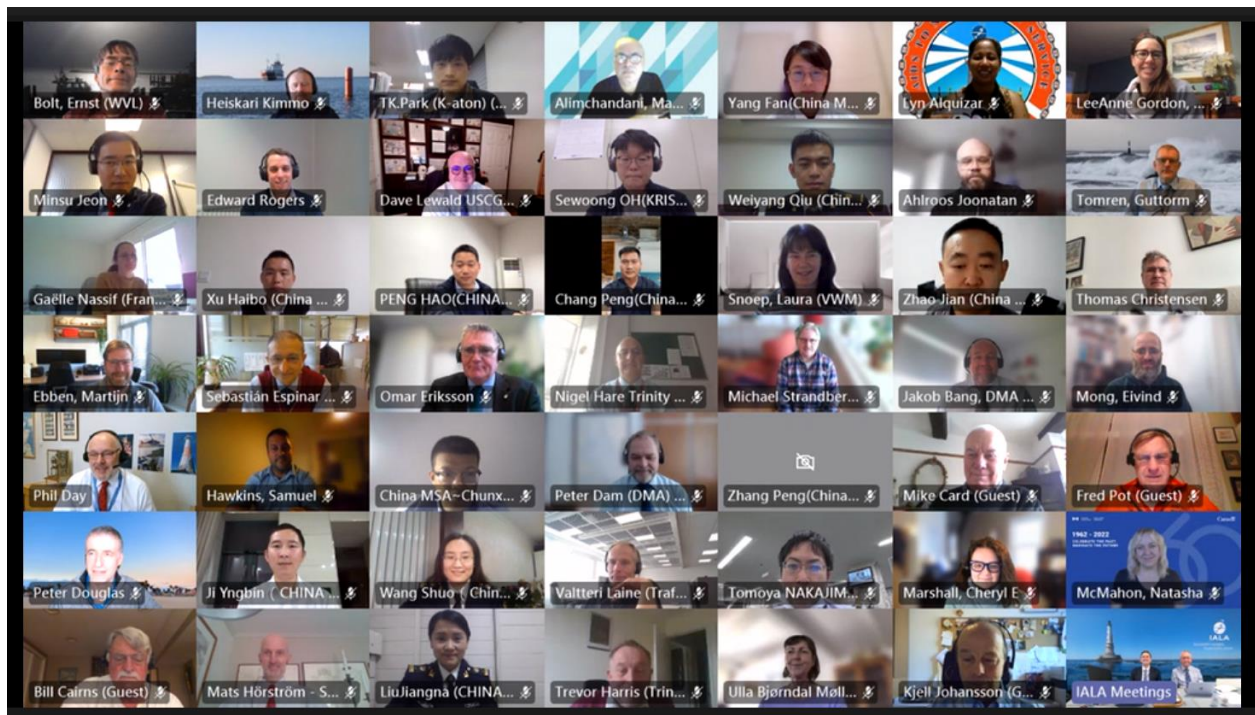 Bolt, Ernst (WVL)
Heiskari Kimmo
TK.Park (K-aton) (...
Alimchandani, Ma...
Yang Fan(China M...
AIDS TO
SERVICE
Lyn Alquizar
LeeAnne Gordon, ...
Minsu Jeon
Edward Rogers
Dave Lewald USCG...
Sewoong OH(KRIS...
Weiyang Qiu (Chin...
Ahlroos Joonatan
Tomren, Guttorm
Gaëlle Nassif (Fran...
Xu Haibo (China ...
PENG HAO(CHINA...
Chang Peng(China...
Snoep, Laura (VWM)
Zhao Jian (China ...
Thomas Christensen
Ebben, Martijn
Sebastián Espinar ...
Omar Eriksson
Nigel Hare Trinity ...
Michael Strandber...
Jakob Bang, DMA ...
Mong, Eivind
Phil Day
Hawkins, Samuel
China MSA~Chunx...
Peter Dam (DMA) ...
Zhang Peng(China...
Mike Card (Guest)
Fred Pot (Guest)
Peter Douglas
Ji Yngbin ( CHINA ...
Wang Shuo ( Chin...
Valtteri Laine (Traf...
Tomoya NAKAJIM...
Marshall, Cheryl E
Canada
1962 - 2022
60
McMahon, Natasha
Bill Cairns (Guest)
Mats Hörström - S...
LiuJiangna (CHINA...
Trevor Harris (Trin...
Ulla Bjørndal Møll...
Kjell Johansson (G...
IALA
IALA Meetings